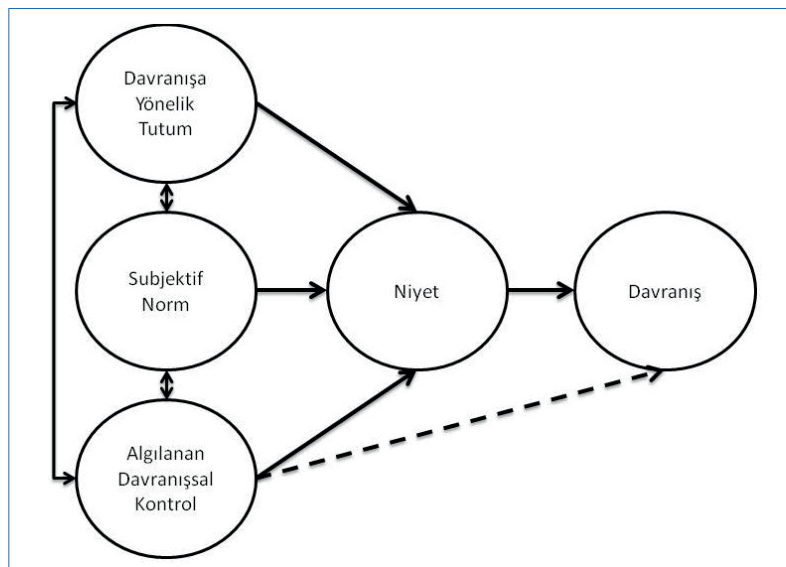 Davranışa
Yönelik
Tutum
Subjektif
Norm
Niyet
Davranış
Algılanan
Davranışsal
Kontrol